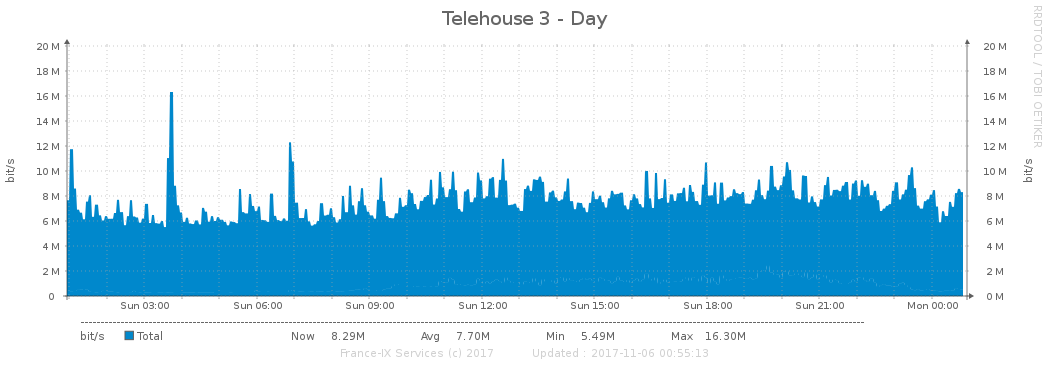 Telehouse 3 - Day
RRDTOOL / TOBI OETIKER
20 M 20 M
18 M 18 M
16 M 16 M
14 M 14 M
12 M 12 M
10 M 10 M
8 M 8 M
6 M 6 M
4 M 4 M
2 M 2 M
0 0 M
bit/s bit/s
Sun 03:00 Sun 06:00 Sun 09:00 Sun 12:00 Sun 15:00 Sun 18:00 Sun 21:00 Mon 00:00
bit/s Total Now 8.29M Avg 7.70M Min 5.49M Max 16.30M
France-IX Services (c) 2017 Updated : 2017-11-06 00:55:13